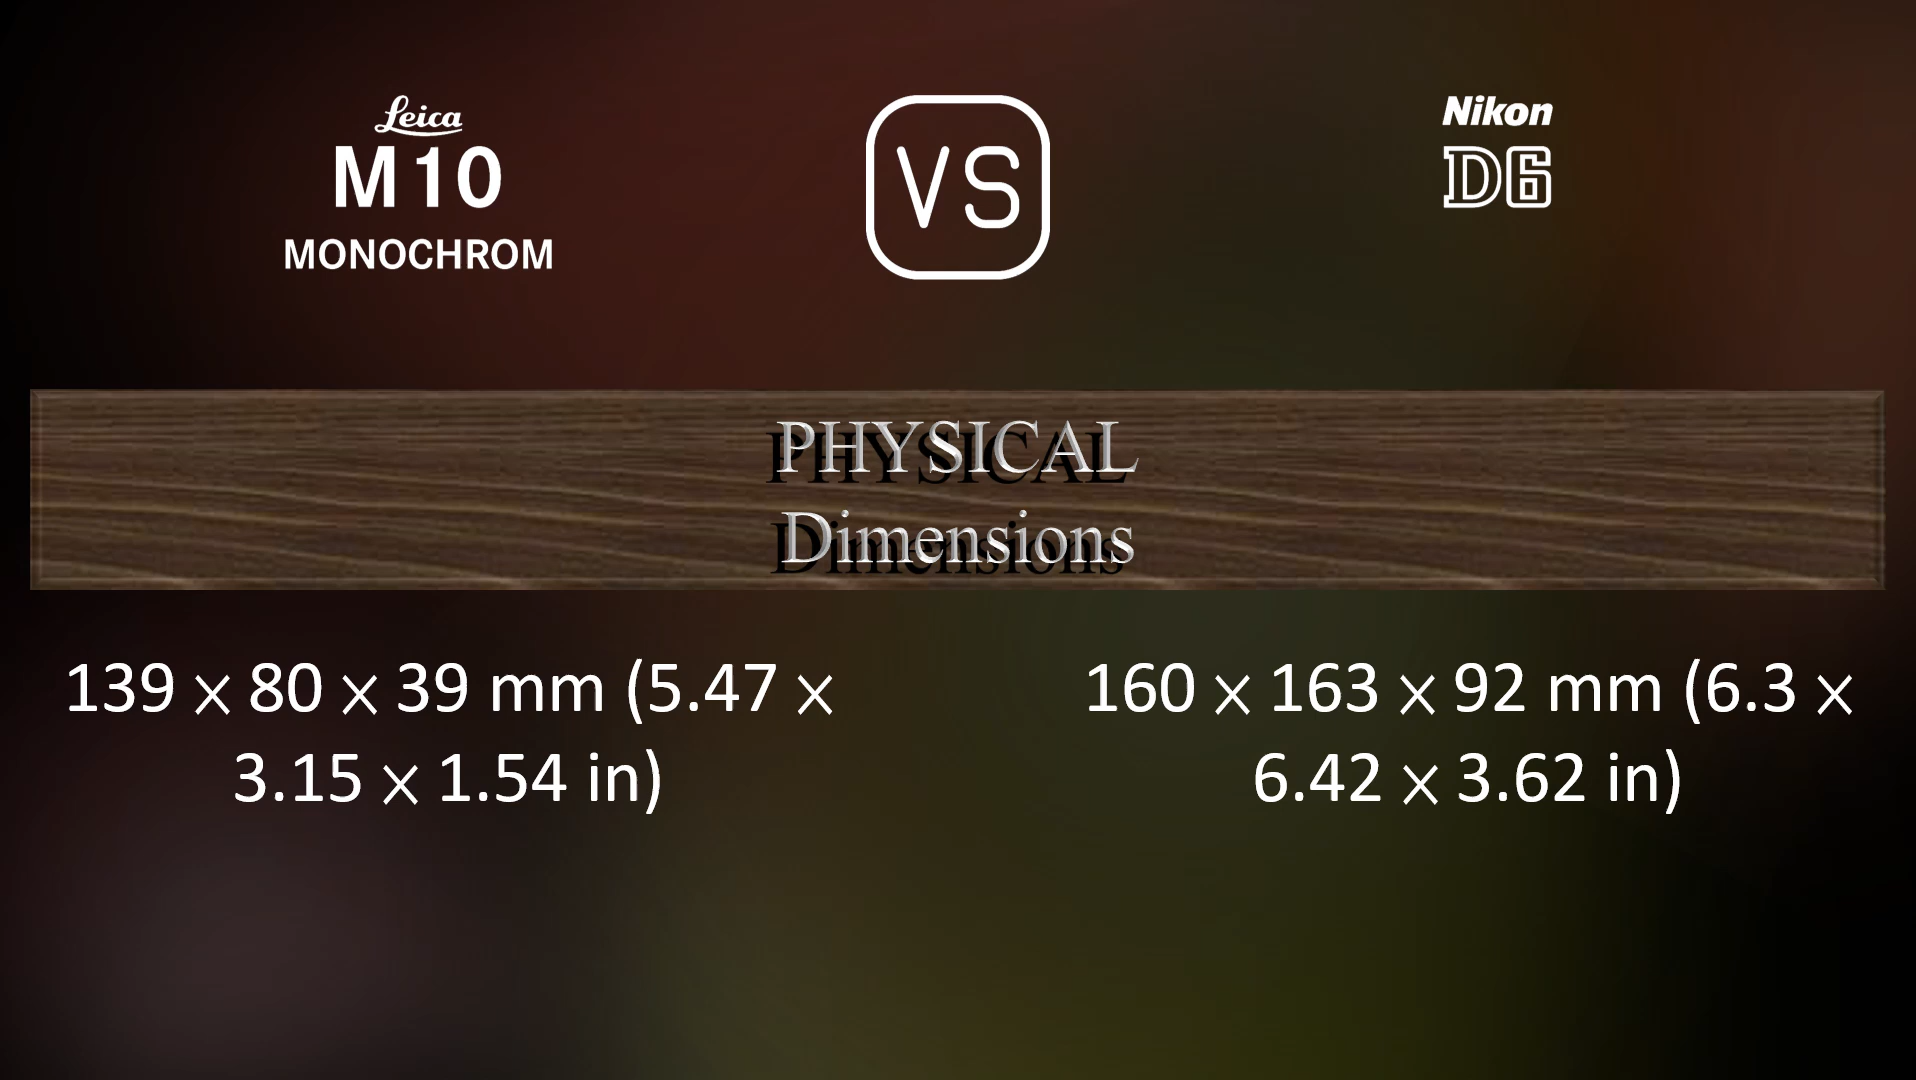 Leica
M10
MONOCHROM
VS
Nikon
D6
PHYSICAL
Dimensions
139 x 80 x 39 mm (5.47 x
3.15 x 1.54 in)
160 x 163 x 92 mm (6.3 x
6.42 x 3.62 in)